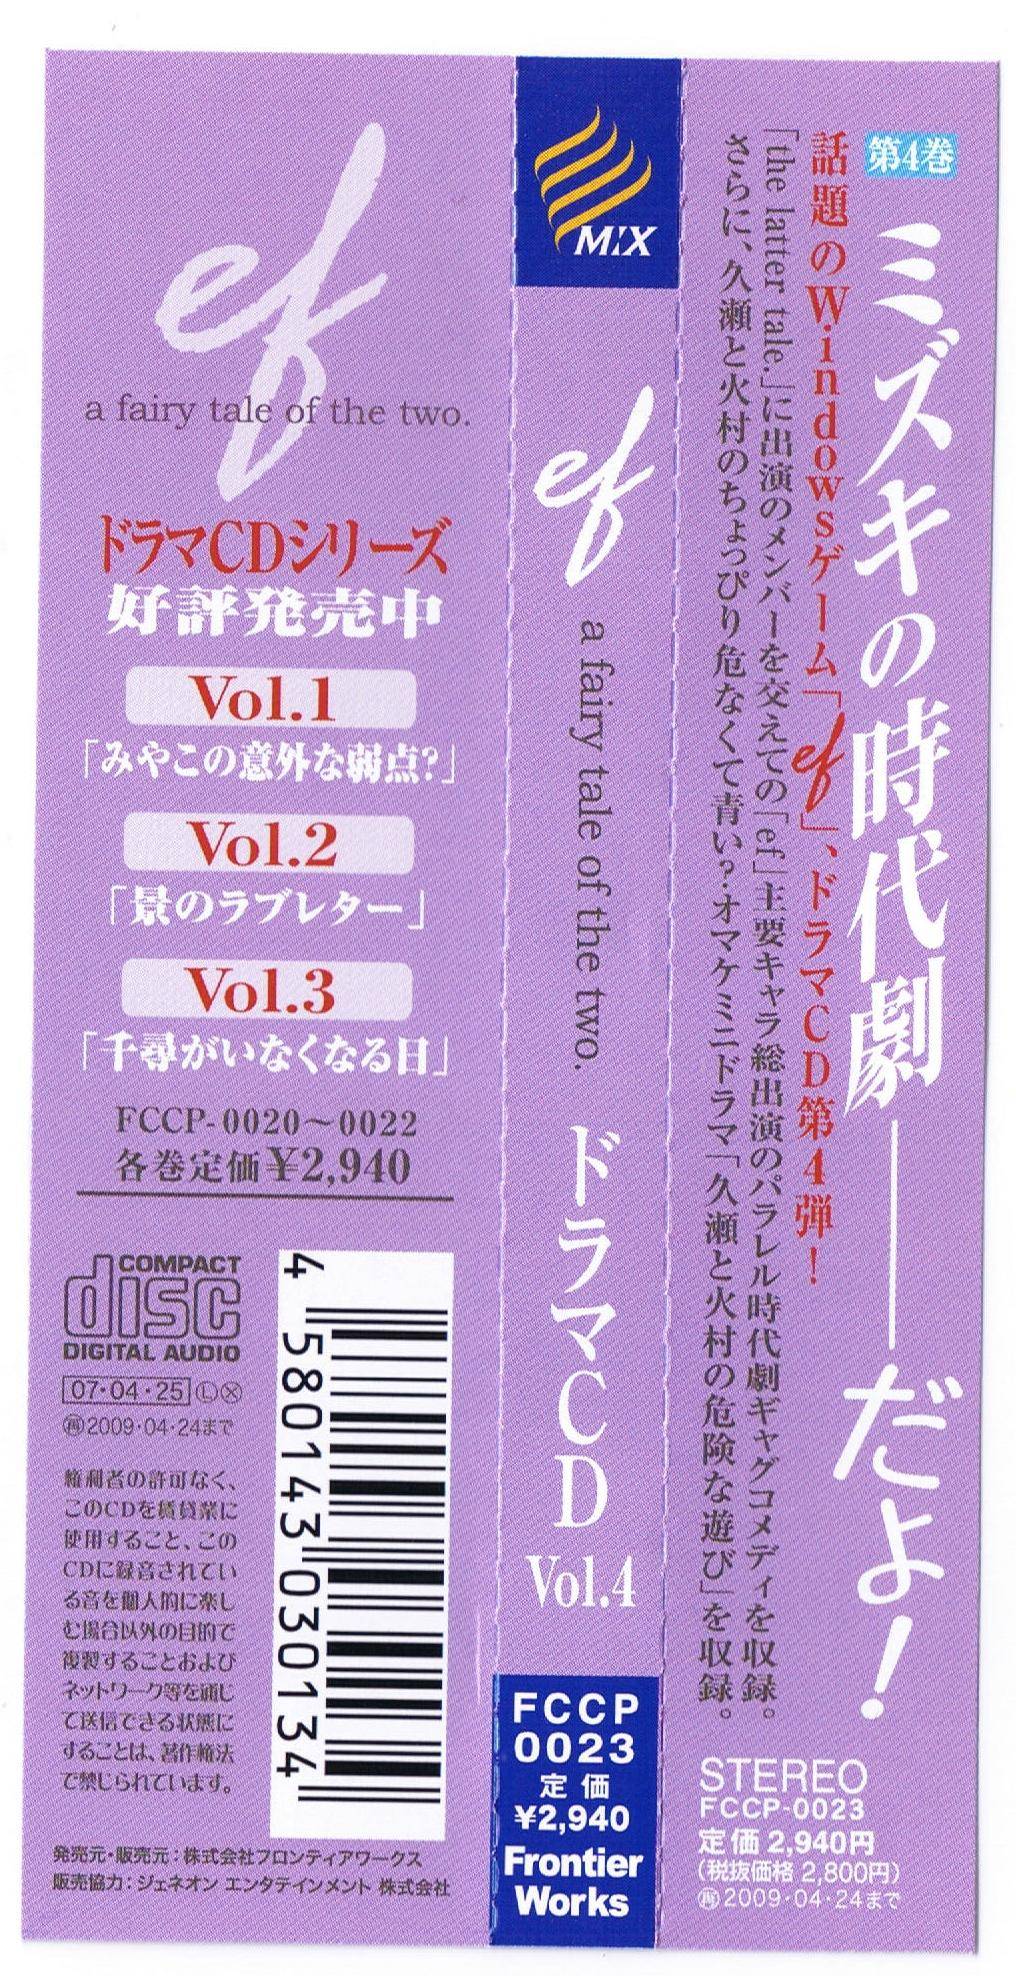 第4巻
ミズキの時代劇――だよ!
話題のWindowsゲーム「ef」、ドラマCD第4弾!
「the latter tale.」に出演のメンバーを交えての「ef」主要キャラ総出演のパラレル時代劇ギャグコメディを収録。
さらに、久瀬と火村のちょっぴり危なくて青い?オマケミニドラマ「久瀬と火村の危険な遊び」を収録。
STEREO
FCCP-0023
定価 2,940円
(税抜価格 2,800円)
再2009・04・24まで
MIX
ef
a fairy tale of the two.
ドラマCD
Vol.4
FCCP
0023
定価
¥2,940
Frontier
Works
ef
a fairy tale of the two.
ドラマCDシリーズ
好評発売中
Vol.1
「みやこの意外な弱点?」
Vol.2
「景のラブレター」
Vol.3
「千尋がいなくなる日」
FCCP-0020〜0022
各巻定価¥2,940
COMPACT
disc
DIGITAL AUDIO
07・04・25 Ⓛ Ⓧ
再2009・04・24まで
権利者の許可なく、
このCDを賃貸業に
使用すること、この
CDに録音されてい
る音を個人的に楽し
む場合以外の目的で
複製することおよび
ネットワーク等を通じ
て送信できる状態に
することは、著作権法
で禁じられています。
4 580143 030134
発売元・販売元:株式会社フロンティアワークス
販売協力:ジェネオン エンタテインメント 株式会社